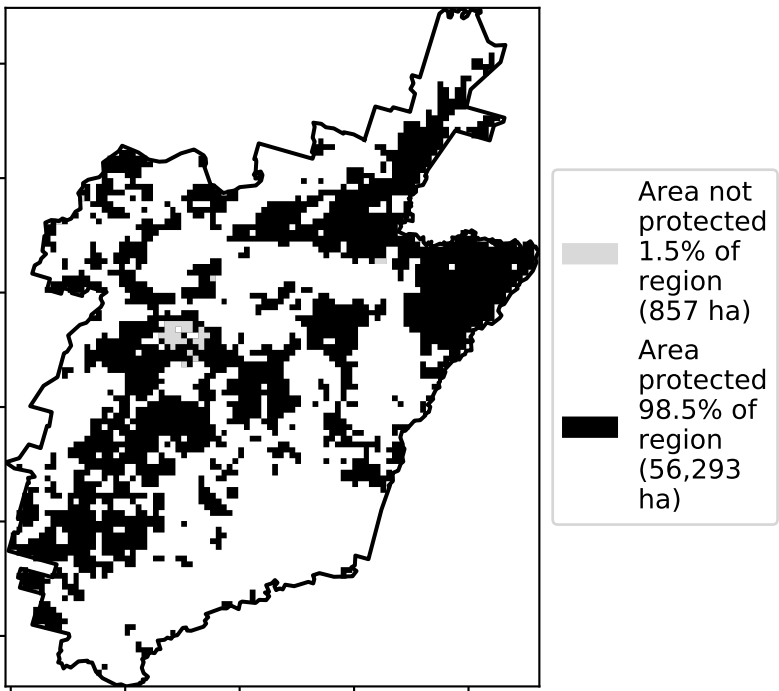 Area not
protected
1.5% of
region
(857 ha)
Area
protected
98.5% of
region
(56,293
ha)